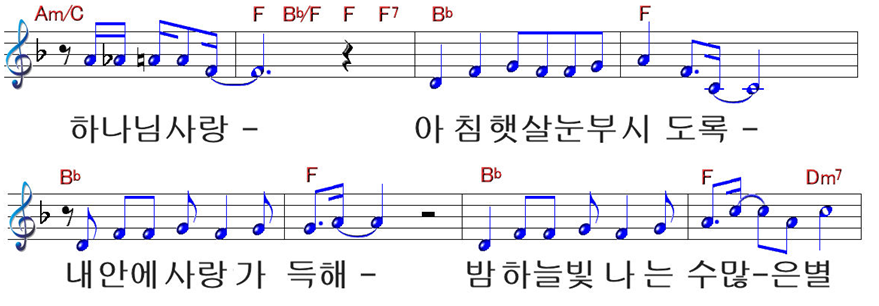 Am/C F B♭/F F F7 B♭ F
하나님사랑 - 아침햇살눈부시 도록 -
B♭ F B♭ F Dm7
내안에사랑가 득해 - 밤하늘빛나는 수많-은별